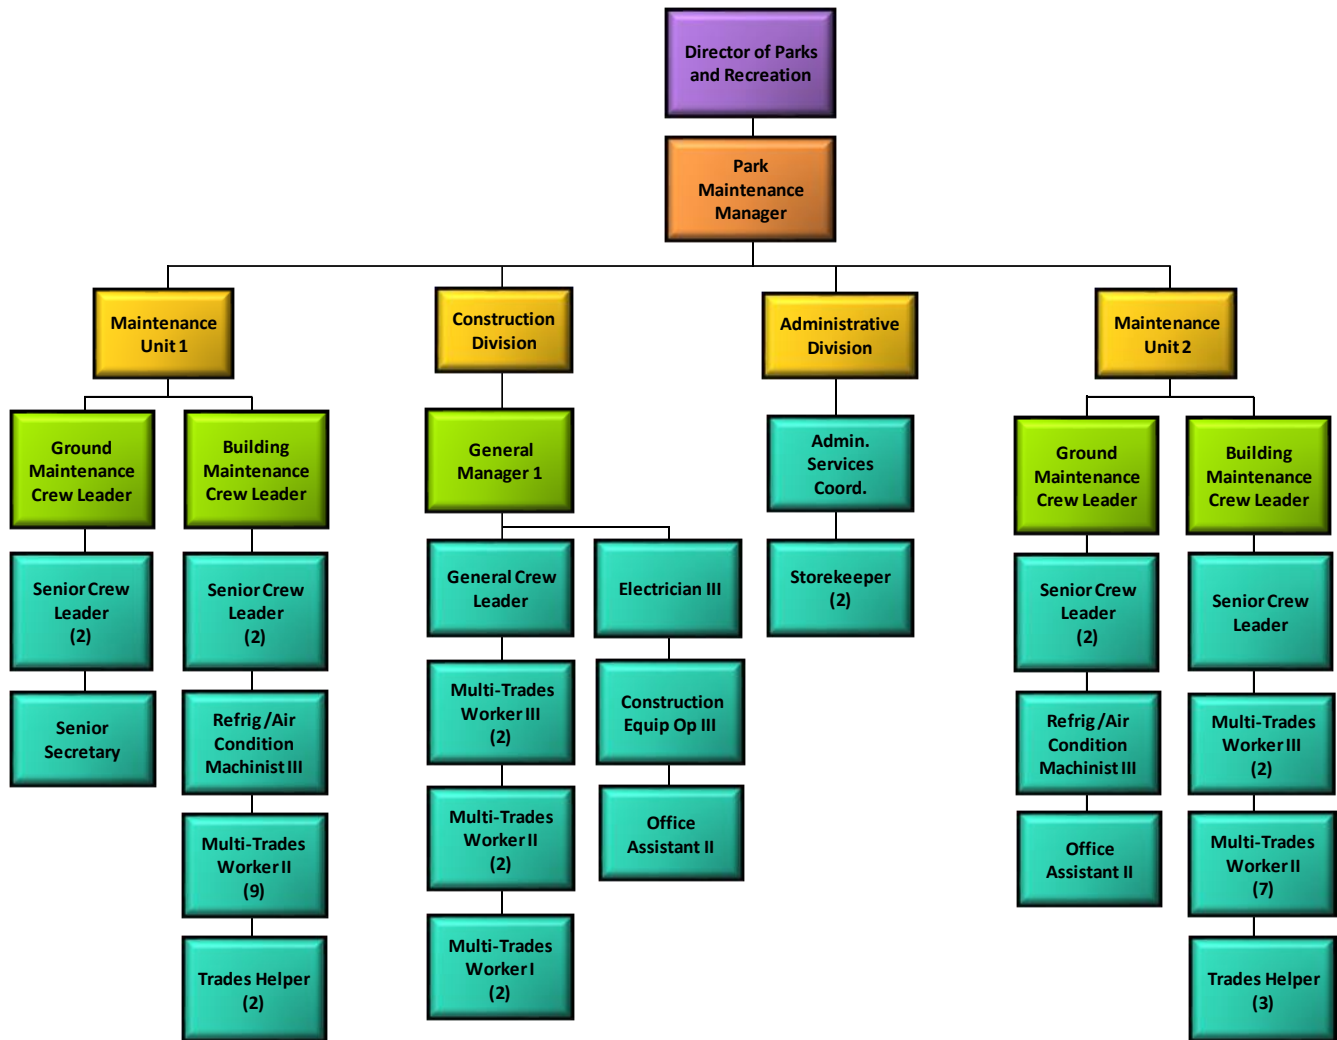 Director of Parks
and Recreation
Park
Maintenance
Manager
Maintenance
Unit 1
Construction
Division
Administrative
Division
Maintenance
Unit 2
Ground
Maintenance
Crew Leader
Senior Crew
Leader
(2)
Senior
Secretary
Building
Maintenance
Crew Leader
Senior Crew
Leader
(2)
Refrig /Air
Condition
Machinist III
Multi-Trades
Worker II
(9)
Trades Helper
(2)
General
Manager 1
General Crew
Leader
Multi-Trades
Worker III
(2)
Multi-Trades
Worker II
(2)
Multi-Trades
Worker I
(2)
Electrician III
Construction
Equip Op III
Office
Assistant II
Admin.
Services
Coord.
Storekeeper
(2)
Ground
Maintenance
Crew Leader
Senior Crew
Leader
(2)
Refrig /Air
Condition
Machinist III
Office
Assistant II
Building
Maintenance
Crew Leader
Senior Crew
Leader
Multi-Trades
Worker III
(2)
Multi-Trades
Worker II
(7)
Trades Helper
(3)